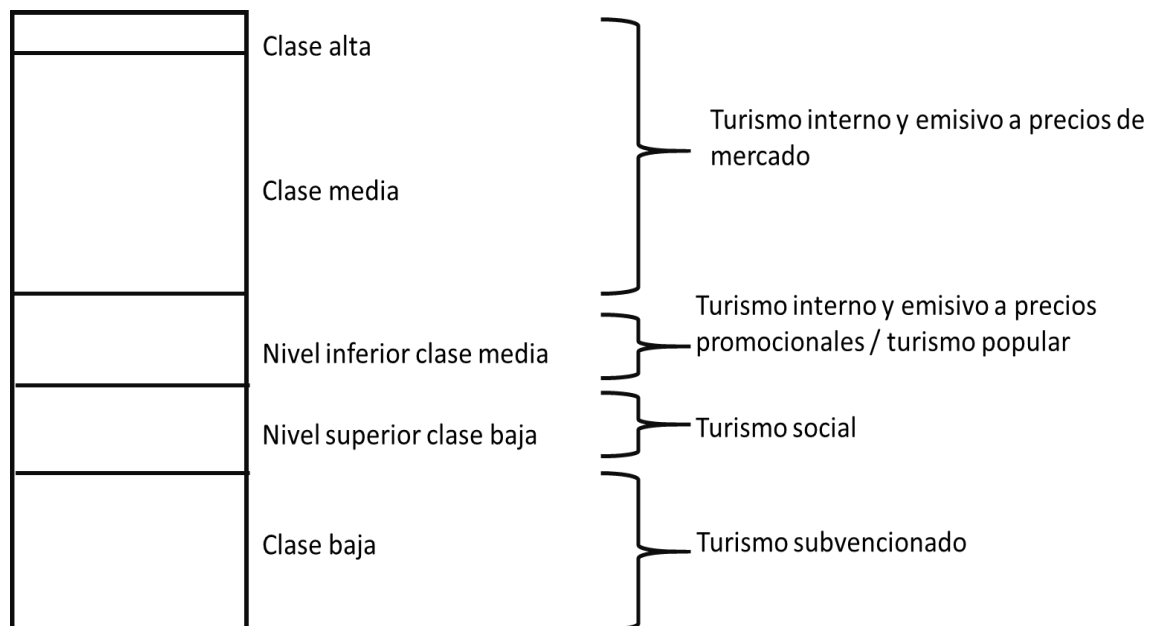 Clase alta
Turismo interno y emisivo a precios de
mercado
Clase media
Turismo interno y emisivo a precios
promocionales / turismo popular
Nivel inferior clase media
Nivel superior clase baja
Turismo social
Clase baja
Turismo subvencionado